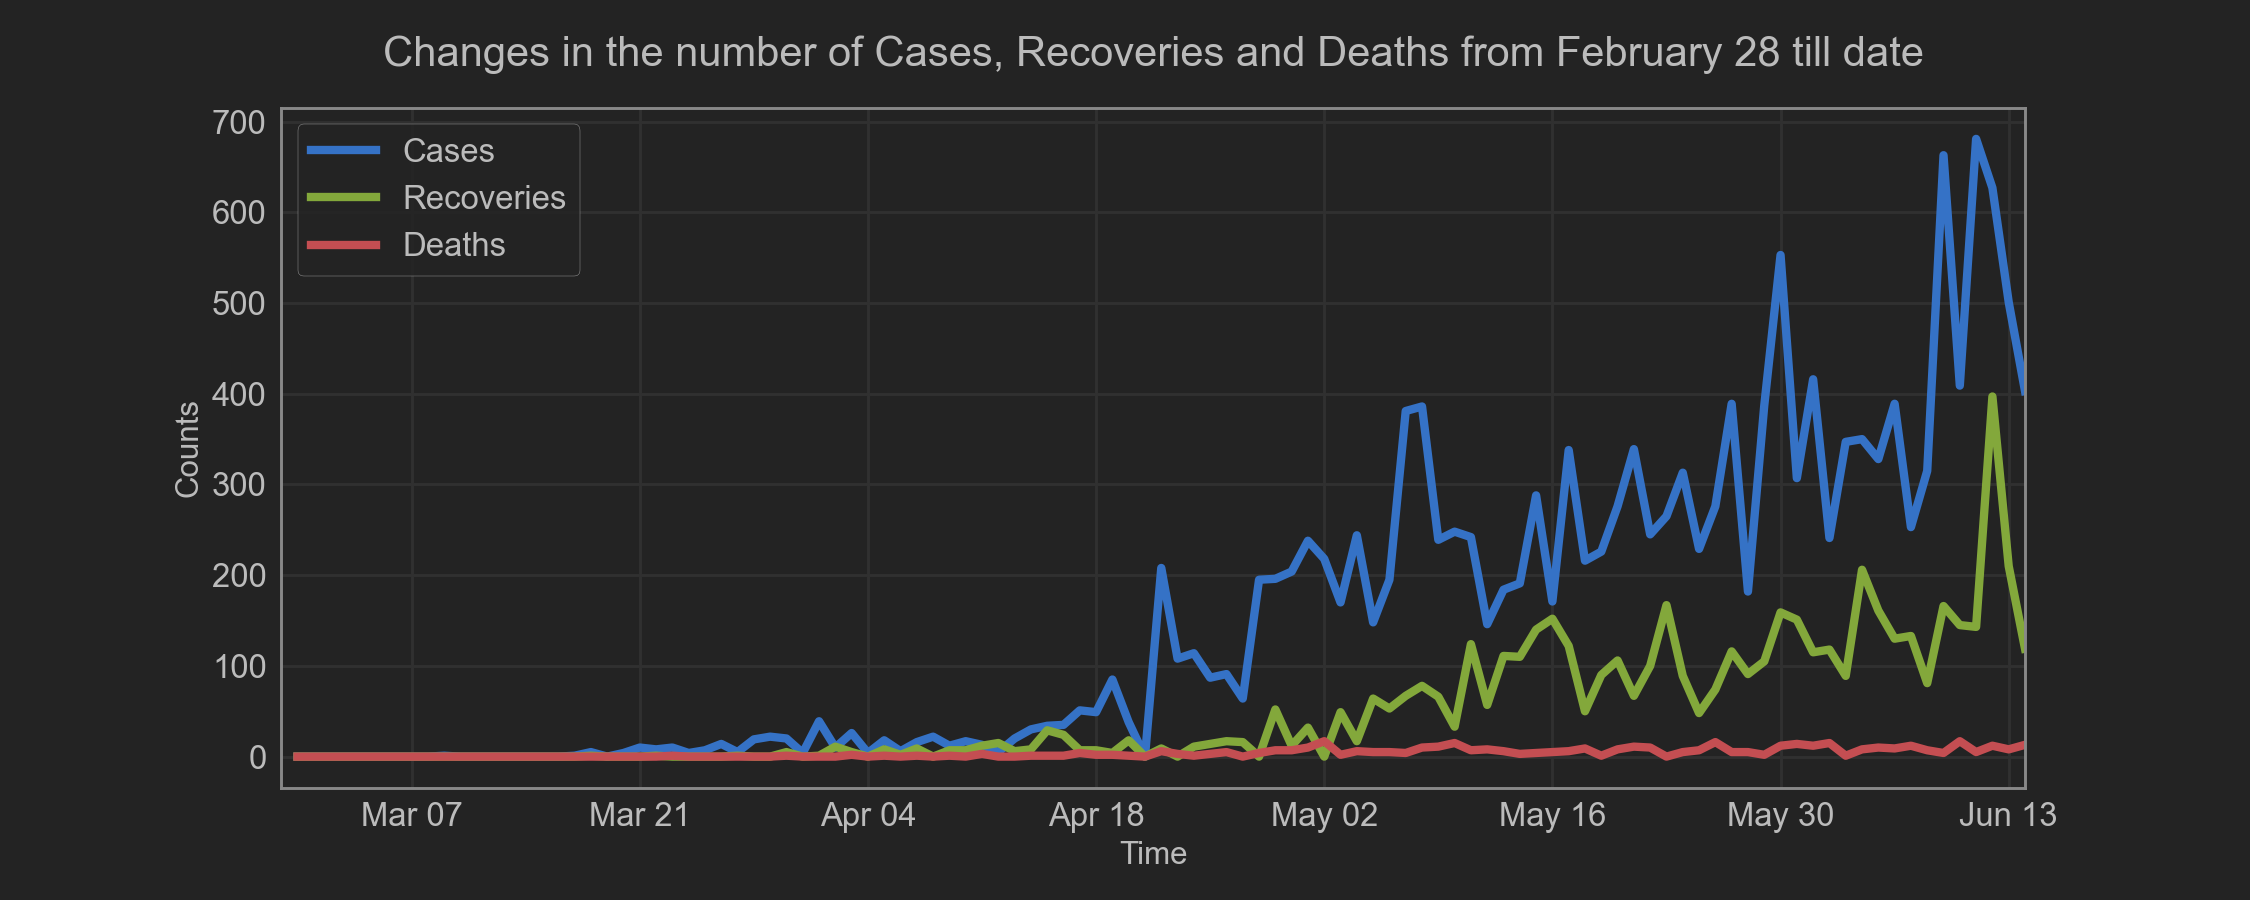 Changes in the number of Cases, Recoveries and Deaths from February 28 till date
Cases
Recoveries
Deaths
700
600
500
400
300
200
100
0
Counts
Mar 07 Mar 21 Apr 04 Apr 18 May 02 May 16 May 30 Jun 13
Time